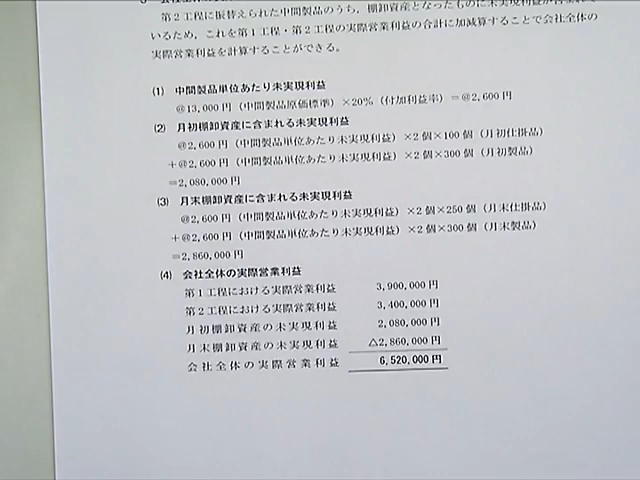 第2工程に振替えられた中間製品のうち，棚卸資産となったものに未実現利益が含まれて
いるため，これを第1工程・第2工程の実際営業利益の合計に加減算することで会社全体の
実際営業利益を計算することができる。
(1) 中間製品単位あたり未実現利益
@13,000円（中間製品原価標準）×20%（付加利益率）＝@2,600円
(2) 月初棚卸資産に含まれる未実現利益
@2,600円（中間製品単位あたり未実現利益）×2個×100個（月初仕掛品）
＋@2,600円（中間製品単位あたり未実現利益）×2個×300個（月初製品）
＝2,080,000円
(3) 月末棚卸資産に含まれる未実現利益
@2,600円（中間製品単位あたり未実現利益）×2個×250個（月末仕掛品）
＋@2,600円（中間製品単位あたり未実現利益）×2個×300個（月末製品）
＝2,860,000円
(4) 会社全体の実際営業利益
第1工程における実際営業利益 3,900,000円
第2工程における実際営業利益 3,400,000円
月初棚卸資産の未実現利益 2,080,000円
月末棚卸資産の未実現利益 △2,860,000円
会社全体の実際営業利益 6,520,000円